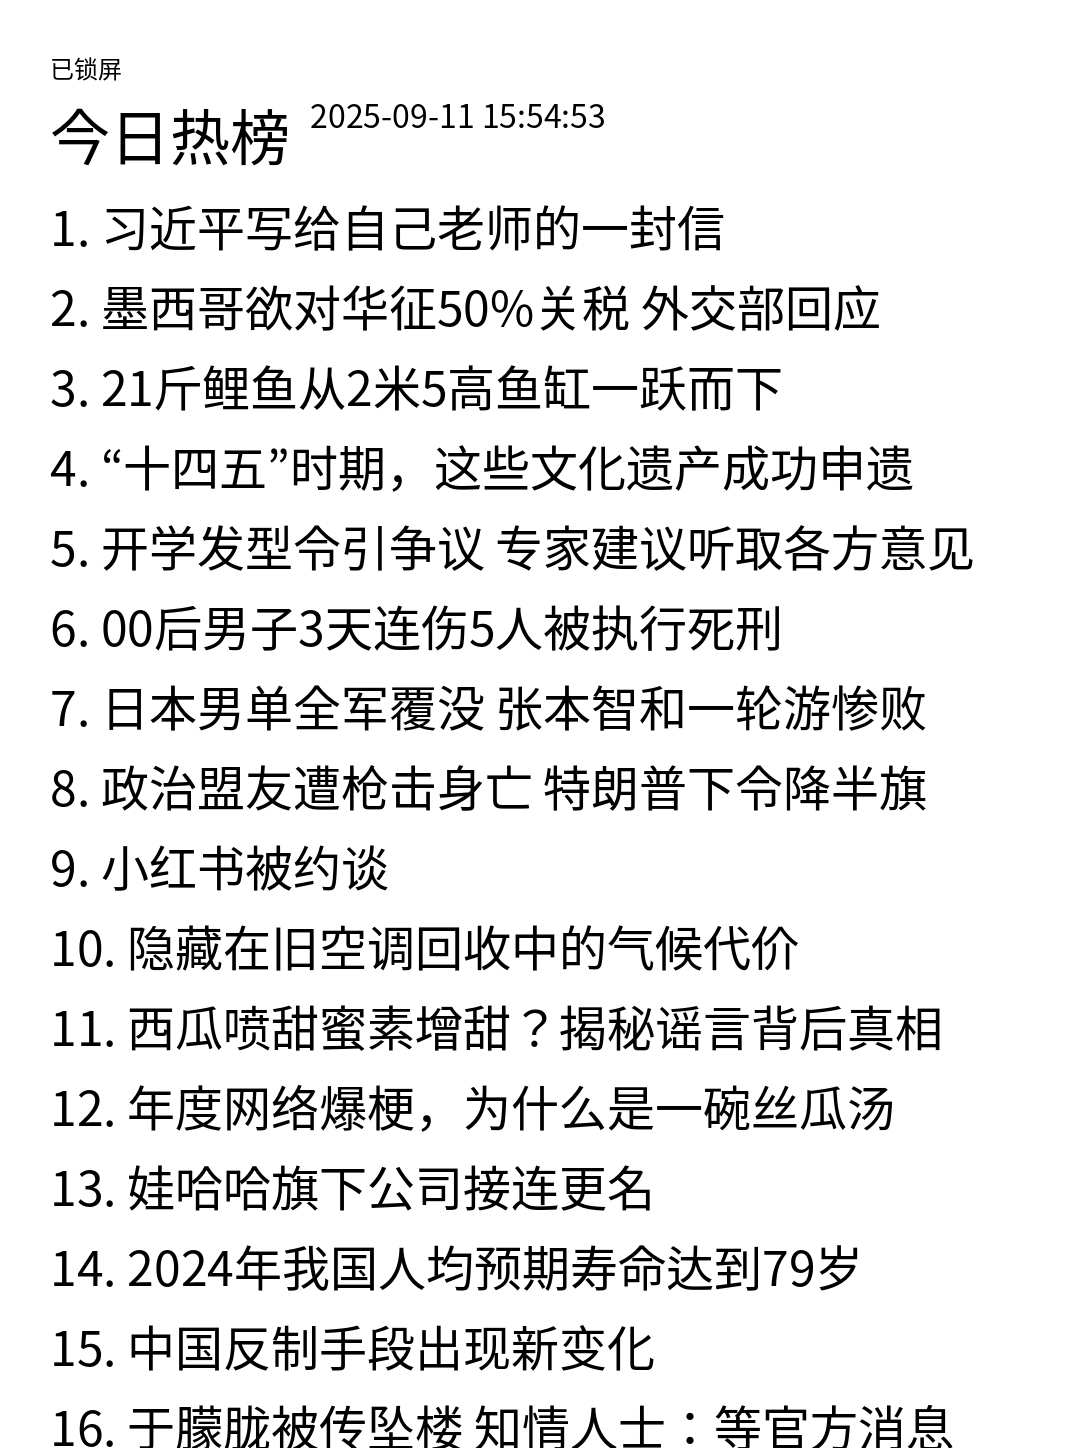 已锁屏
今日热榜 2025-09-11 15:54:53
1. 习近平写给自己老师的一封信
2. 墨西哥欲对华征50%关税 外交部回应
3. 21斤鲤鱼从2米5高鱼缸一跃而下
4. “十四五”时期，这些文化遗产成功申遗
5. 开学发型令引争议 专家建议听取各方意见
6. 00后男子3天连伤5人被执行死刑
7. 日本男单全军覆没 张本智和一轮游惨败
8. 政治盟友遭枪击身亡 特朗普下令降半旗
9. 小红书被约谈
10. 隐藏在旧空调回收中的气候代价
11. 西瓜喷甜蜜素增甜？揭秘谣言背后真相
12. 年度网络爆梗，为什么是一碗丝瓜汤
13. 娃哈哈旗下公司接连更名
14. 2024年我国人均预期寿命达到79岁
15. 中国反制手段出现新变化
16. 于朦胧被传坠楼 知情人士：等官方消息